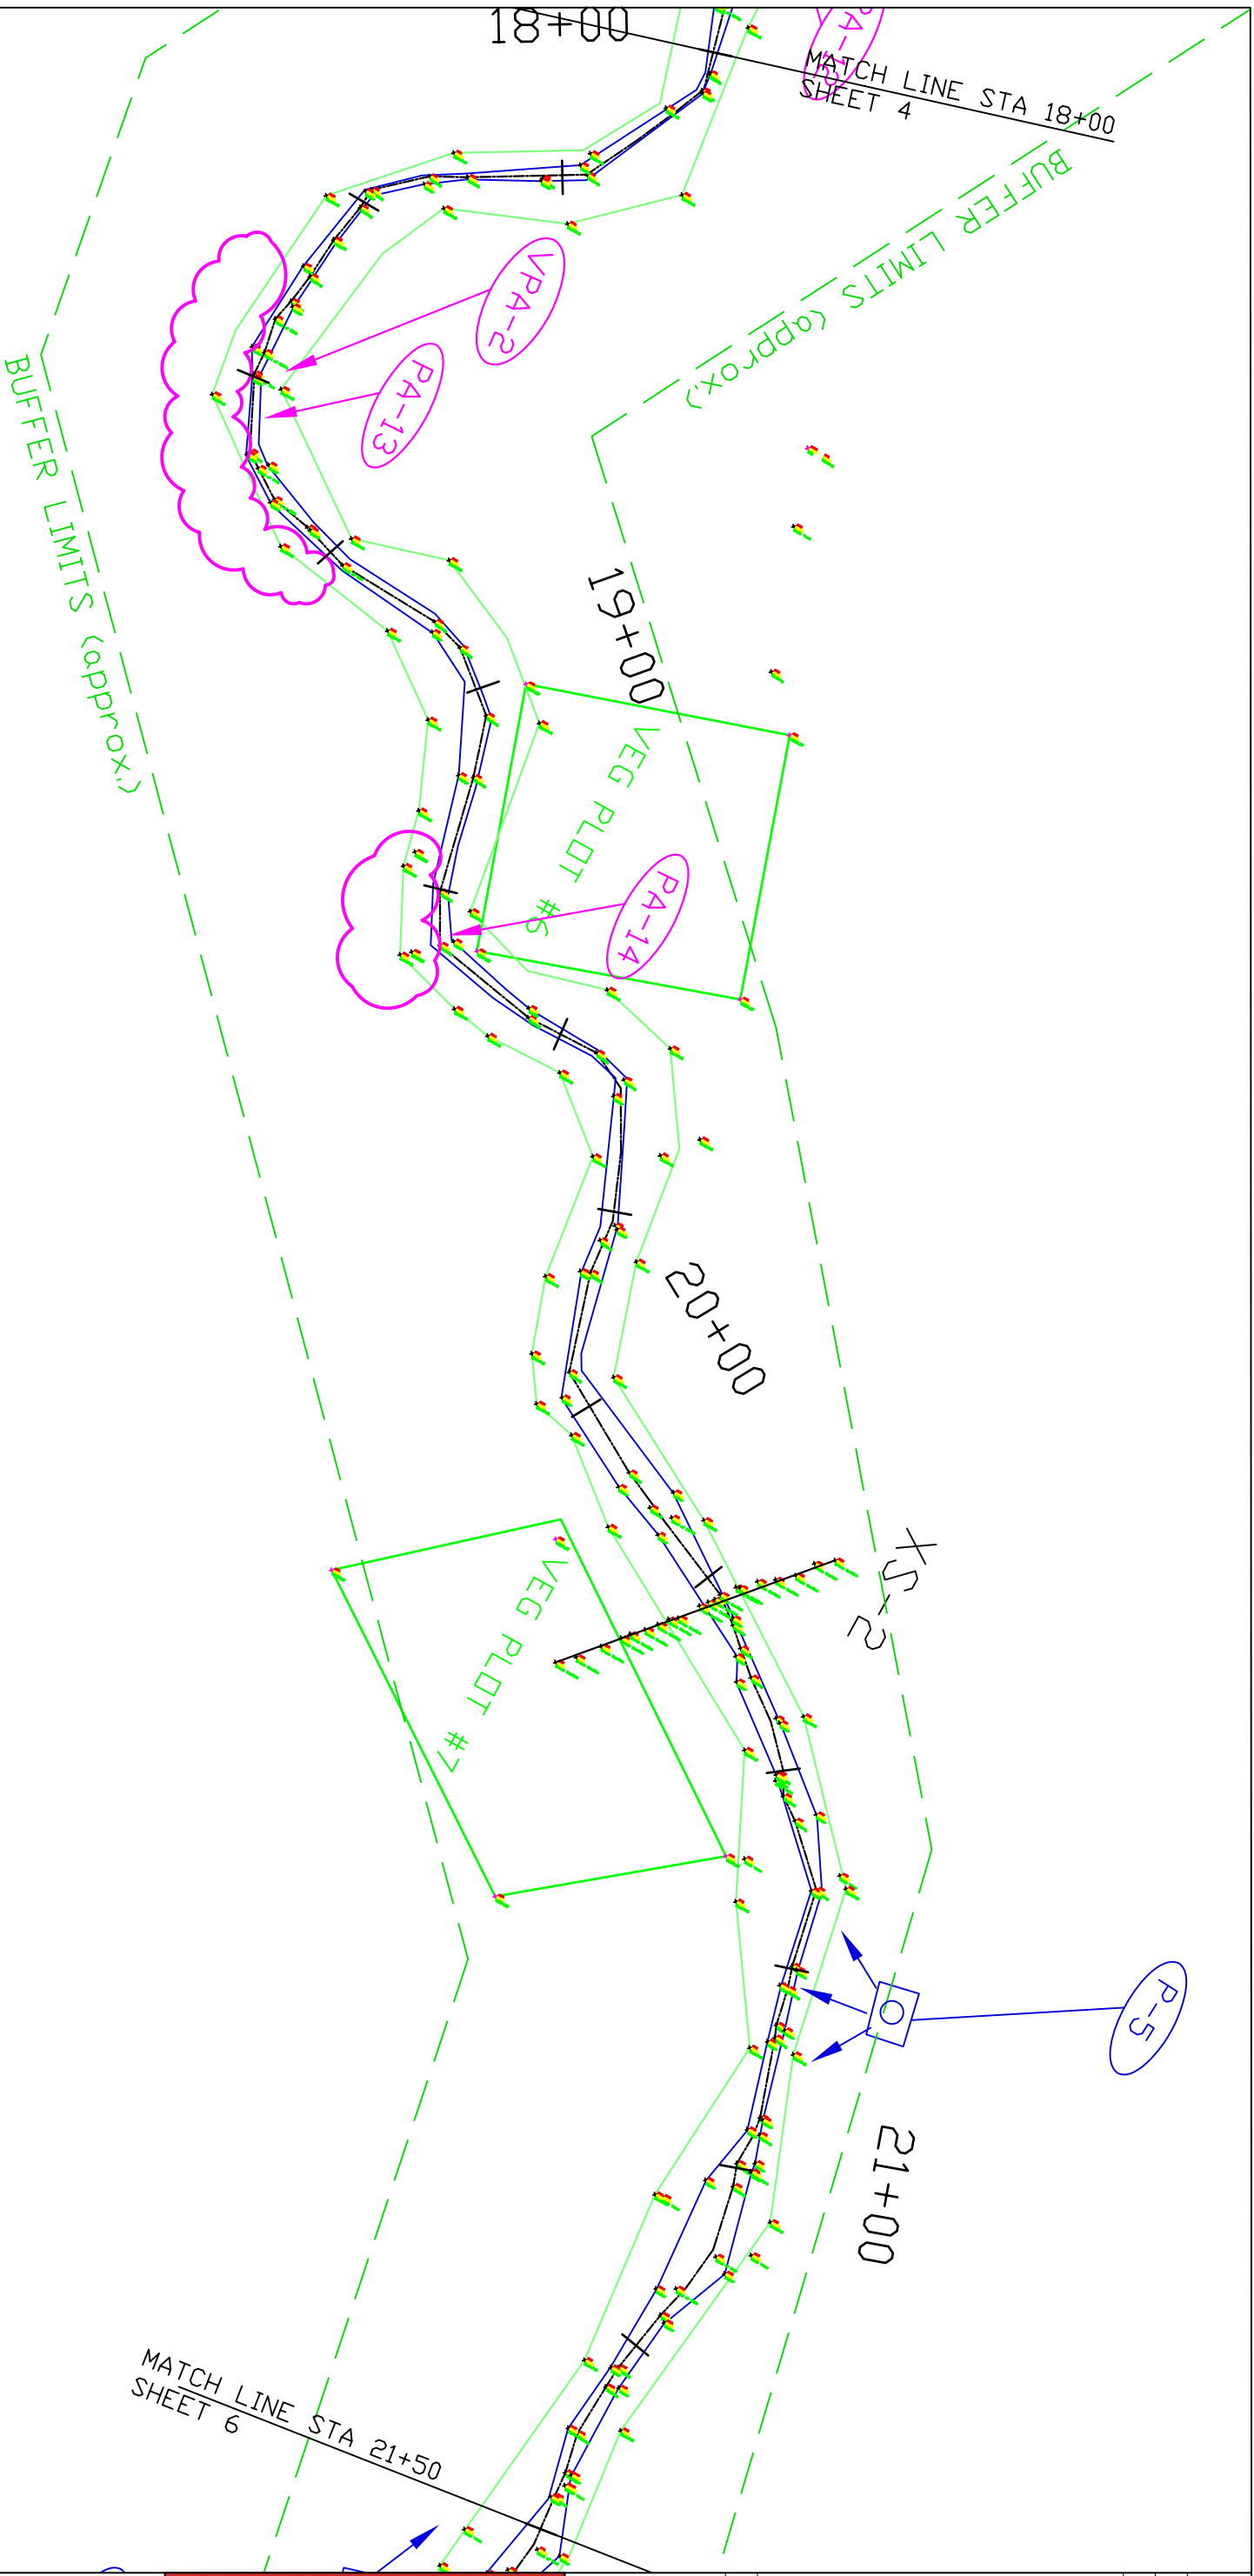 18+00
MATCH LINE STA 18+00
SHEET 4
BUFFER LIMITS (approx.)
VPA-2
PA-13
BUFFER LIMITS (approx.)
19+00
VEG PLOT #6
PA-14
20+00
XS-2
VEG PLOT #7
P-5
21+00
MATCH LINE STA 21+50
SHEET 6